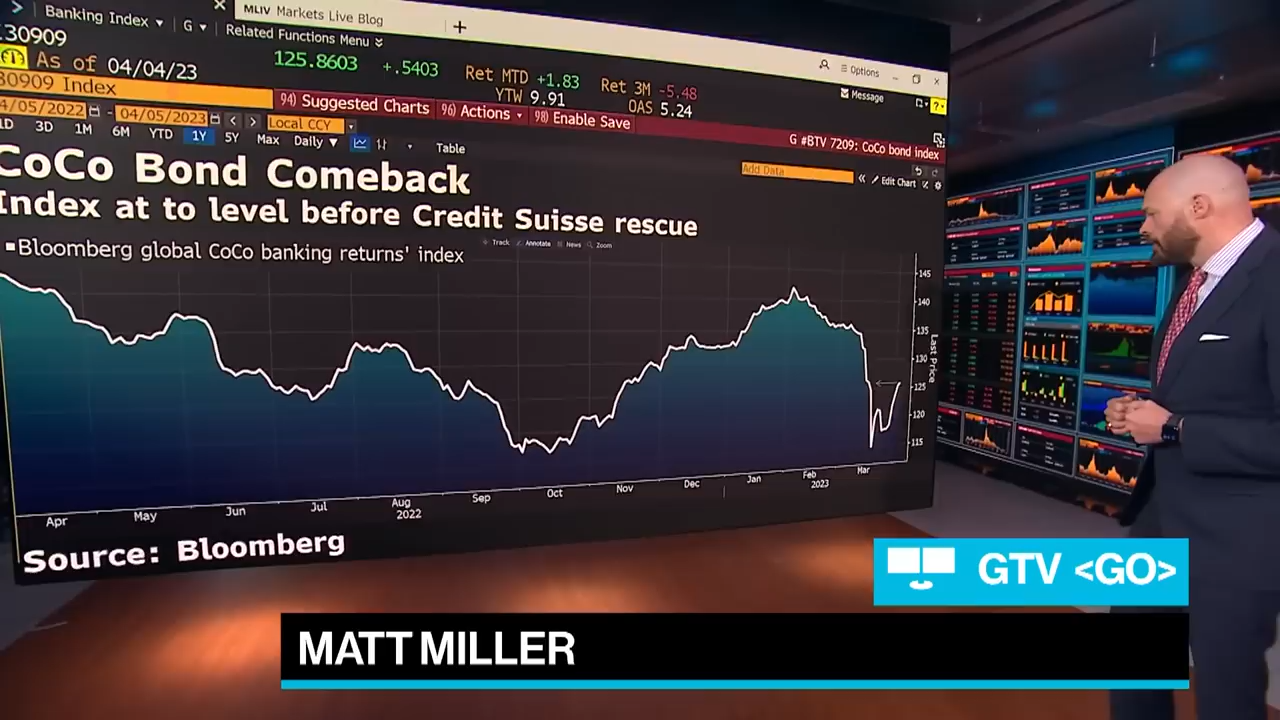 Banking Index
MLIV Markets Live Blog
G
Related Functions Menu
30909
As of 04/04/23
125.8603 +.5403
Ret MTD +1.83
Ret 3M -5.48
YTW 9.91
OAS 5.24
Options
Message
30909 Index
94) Suggested Charts
96) Actions
98) Enable Save
G #BTV 7209: CoCo bond index
4/05/2022 - 04/05/2023
Local CCY
1D 3D 1M 6M YTD 1Y 5Y Max Daily
Table
Add Data
Edit Chart
CoCo Bond Comeback
Index at to level before Credit Suisse rescue
Track Annotate News Zoom
Bloomberg global CoCo banking returns' index
145
140
135
130
125
120
115
Last Price
Apr May Jun Jul Aug Sep Oct Nov Dec Jan Feb Mar
2022 2023
Source: Bloomberg
GTV <GO>
MATT MILLER